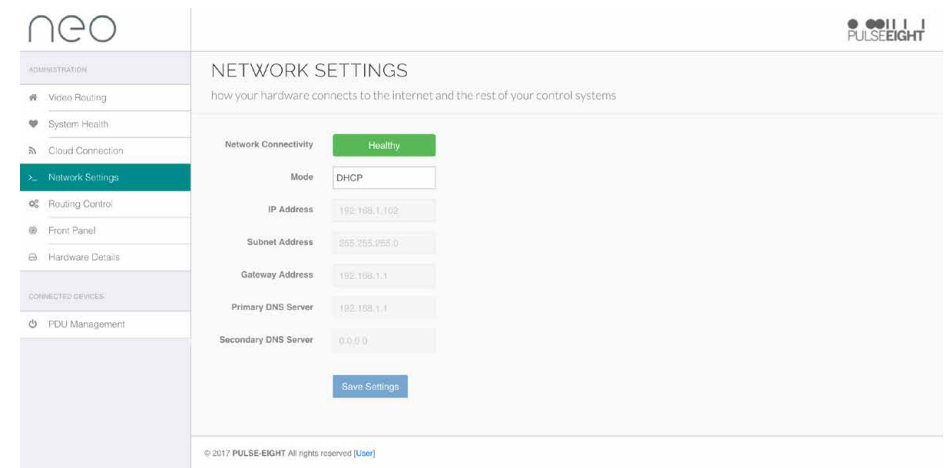 neo
PULSEEIGHT
ADMINISTRATION
Video Routing
System Health
Cloud Connection
Network Settings
Routing Control
Front Panel
Hardware Details
CONNECTED DEVICES
PDU Management
NETWORK SETTINGS
how your hardware connects to the internet and the rest of your control systems
Network Connectivity Healthy
Mode DHCP
IP Address 192.168.1.102
Subnet Address 255.255.255.0
Gateway Address 192.168.1.1
Primary DNS Server 192.168.1.1
Secondary DNS Server 0.0.0.0
Save Settings
© 2017 PULSE-EIGHT All rights reserved [User]